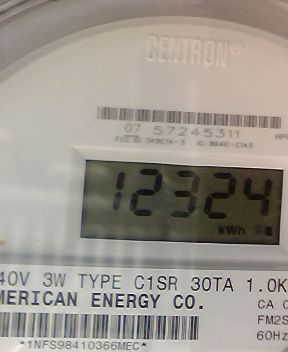 CENTRON®
07 57245311
12324
kWh
40V 3W TYPE C1SR 30TA 1.0K
MERICAN ENERGY CO.
CA
FM2S
60Hz
*1NFS98410366MEC*